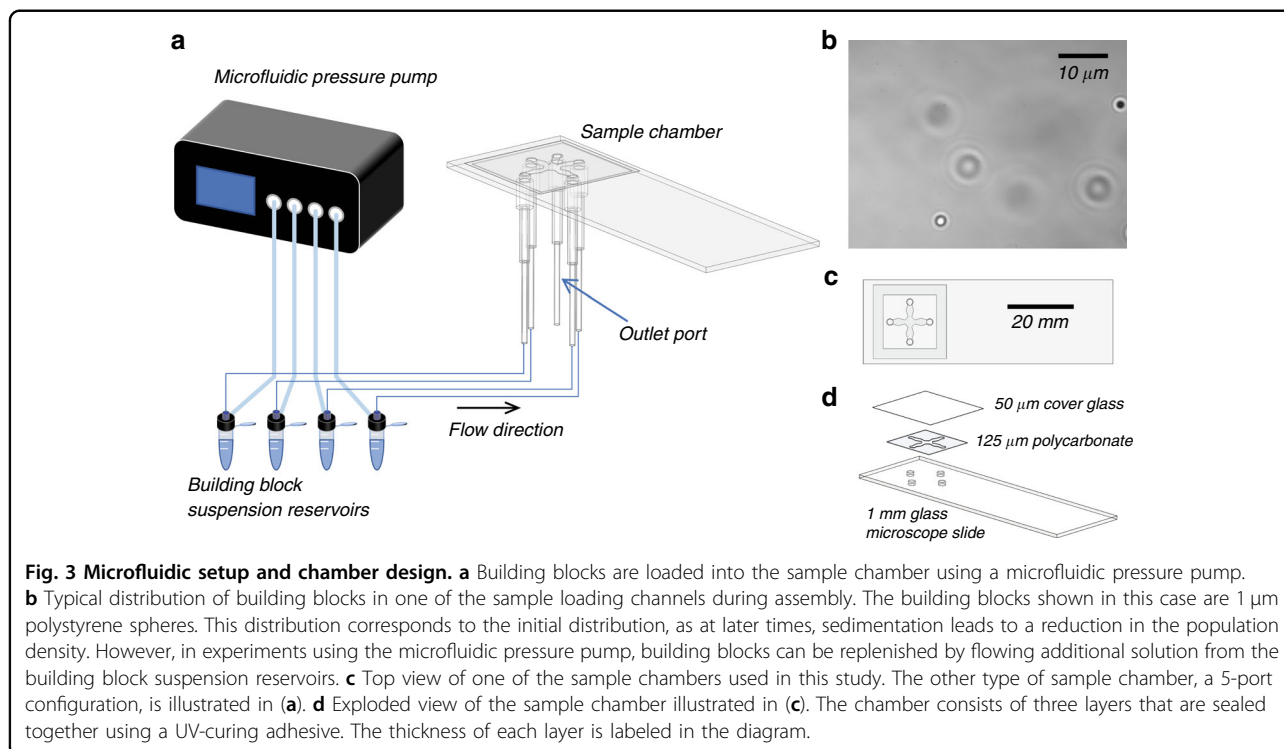 a
Microfluidic pressure pump
Sample chamber
Outlet port
Flow direction
Building block
suspension reservoirs
b
10 μm
c
20 mm
d
50 μm cover glass
125 μm polycarbonate
1 mm glass
microscope slide
Fig. 3 Microfluidic setup and chamber design. a Building blocks are loaded into the sample chamber using a microfluidic pressure pump.
b Typical distribution of building blocks in one of the sample loading channels during assembly. The building blocks shown in this case are 1 μm
polystyrene spheres. This distribution corresponds to the initial distribution, as at later times, sedimentation leads to a reduction in the population
density. However, in experiments using the microfluidic pressure pump, building blocks can be replenished by flowing additional solution from the
building block suspension reservoirs. c Top view of one of the sample chambers used in this study. The other type of sample chamber, a 5-port
configuration, is illustrated in (a). d Exploded view of the sample chamber illustrated in (c). The chamber consists of three layers that are sealed
together using a UV-curing adhesive. The thickness of each layer is labeled in the diagram.